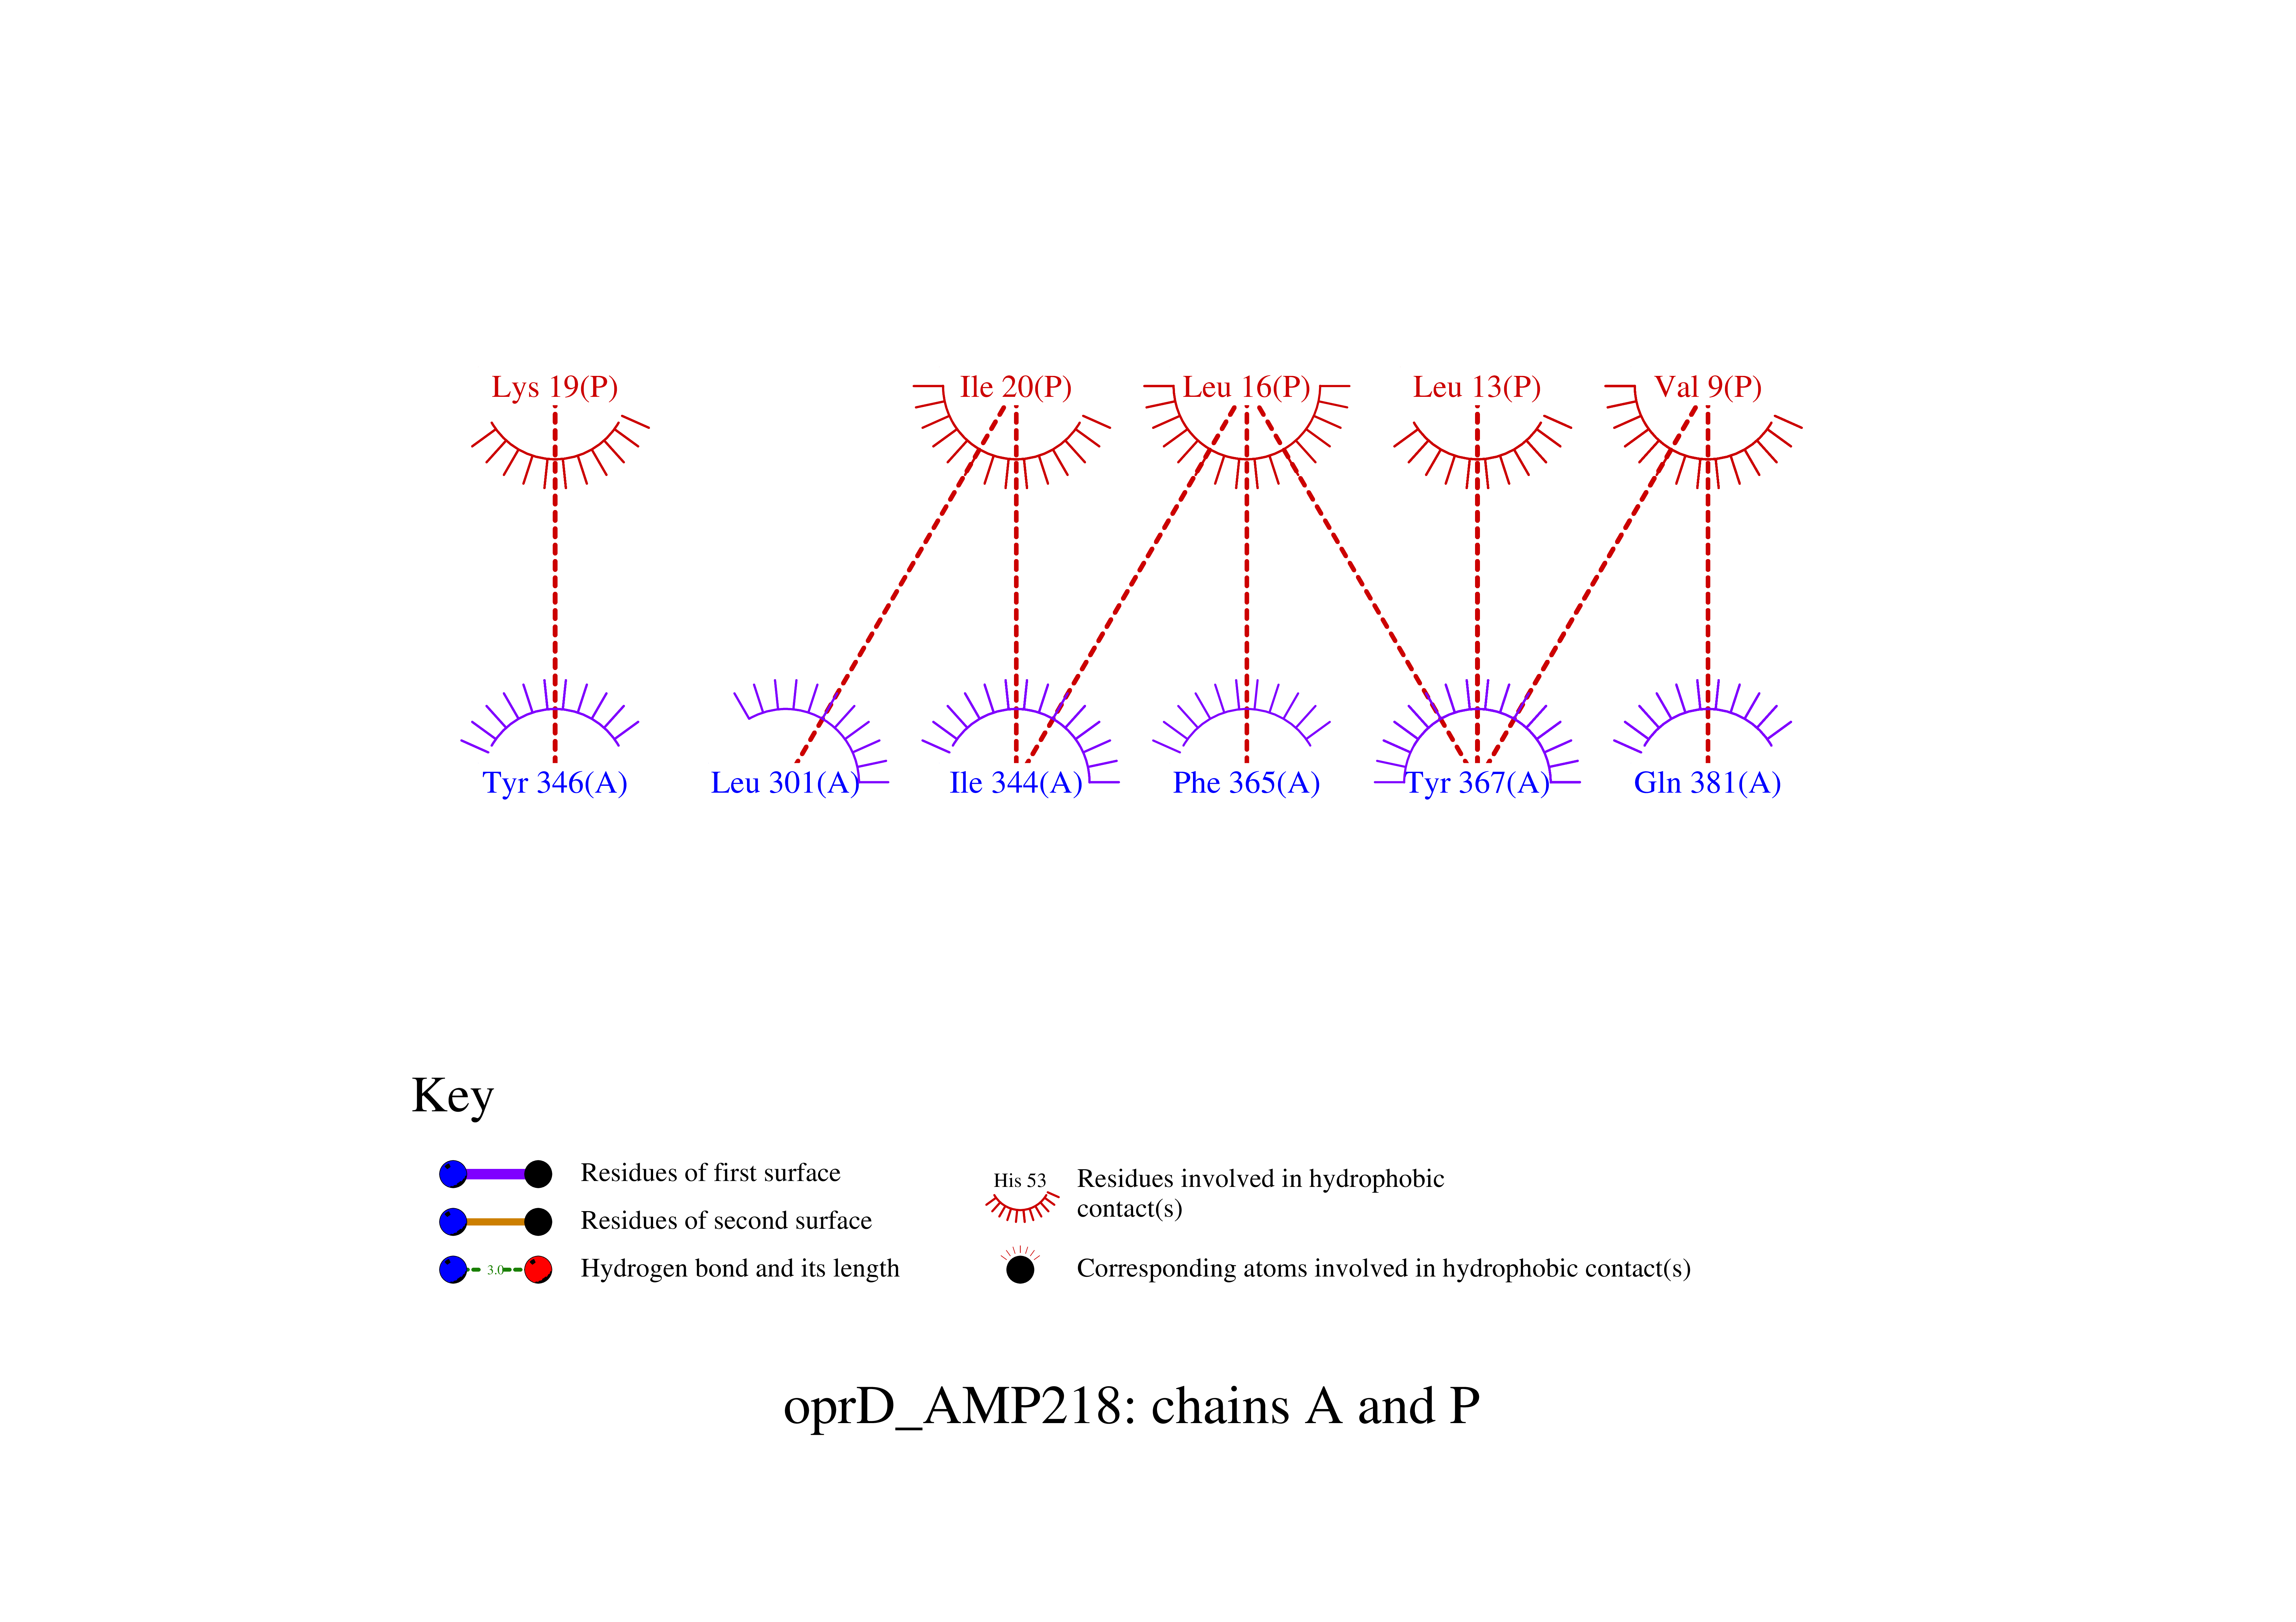 Lys 19(P) Ile 20(P) Leu 16(P) Leu 13(P) Val 9(P)
Tyr 346(A) Leu 301(A) Ile 344(A) Phe 365(A) Tyr 367(A) Gln 381(A)
Key
Residues of first surface
Residues of second surface
3.0 Hydrogen bond and its length
His 53 Residues involved in hydrophobic
contact(s)
Corresponding atoms involved in hydrophobic contact(s)
oprD_AMP218: chains A and P